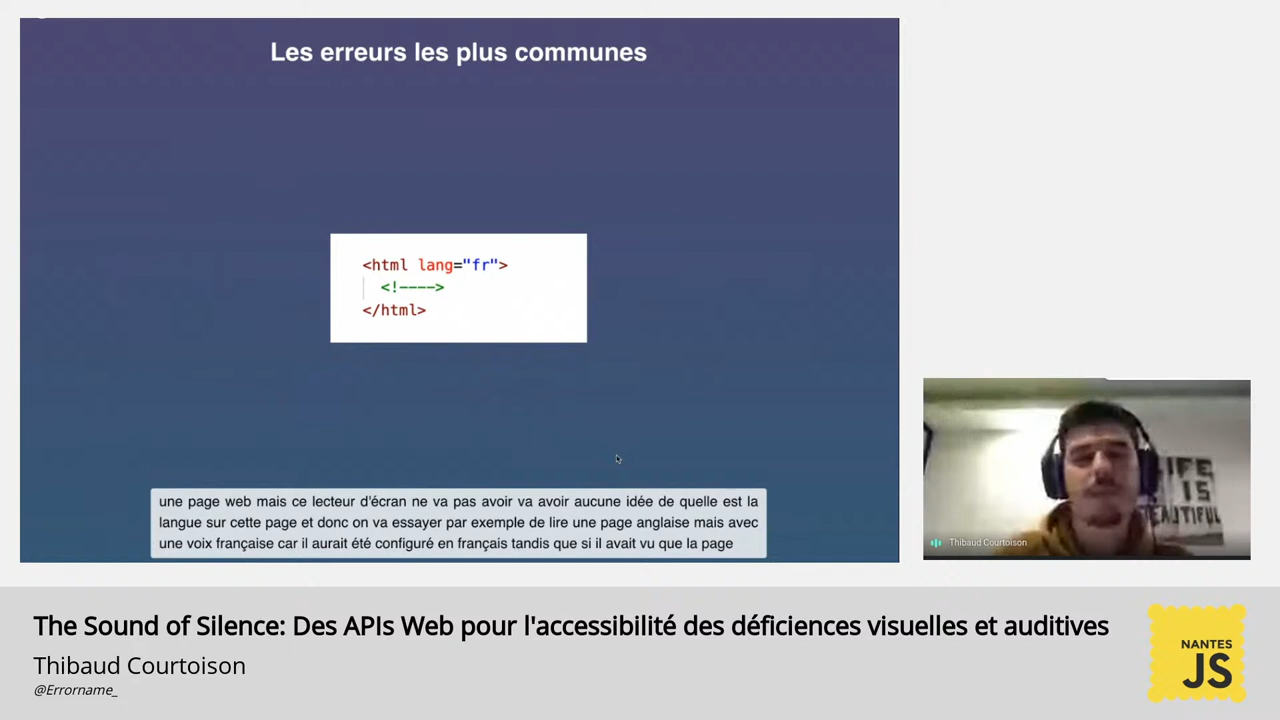 Les erreurs les plus communes
<html lang="fr">
<!---->
</html>
une page web mais ce lecteur d'écran ne va pas avoir va avoir aucune idée de quelle est la
langue sur cette page et donc on va essayer par exemple de lire une page anglaise mais avec
une voix française car il aurait été configuré en français tandis que si il avait vu que la page
LIFE
IS
BEAUTIFUL
Thibaud Courtoison
The Sound of Silence: Des APIs Web pour l'accessibilité des déficiences visuelles et auditives
Thibaud Courtoison
@Errorname_
NANTES
JS